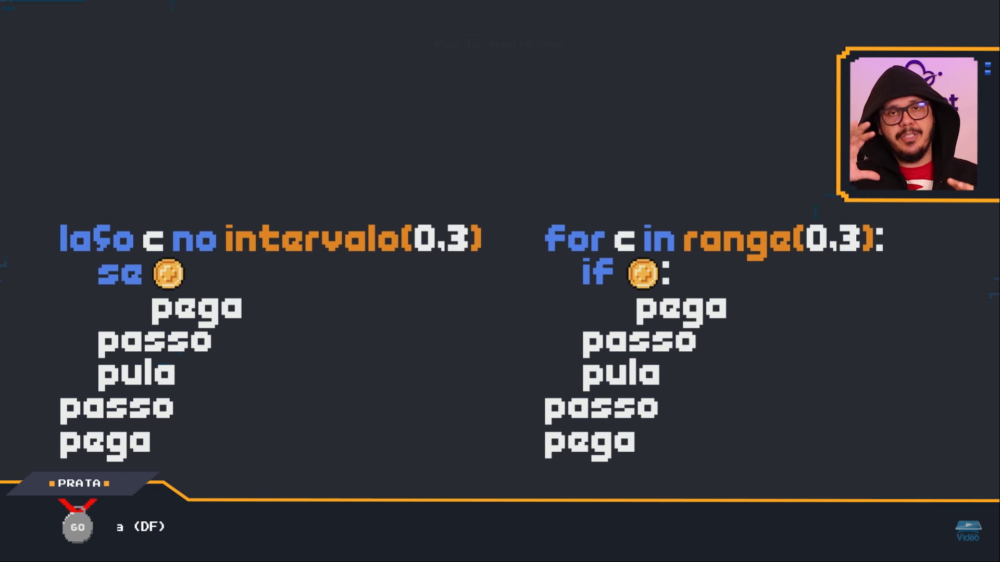 Press Esc to exit full screen
laço c no intervalo(0,3)
se
pega
passo
pula
passo
pega
for c in range(0,3):
if :
pega
passo
pula
passo
pega
PRATA
60
a (DF)
Vídeo